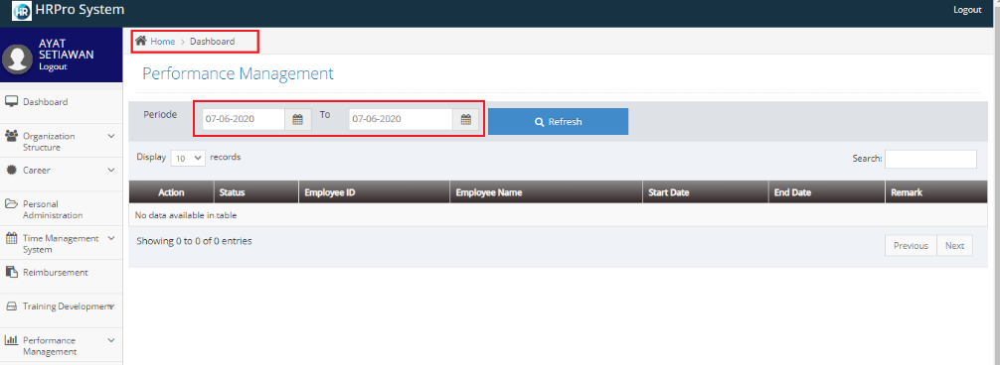 HR HRPro System
Logout
AYAT
SETIAWAN
Logout
Home > Dashboard
Performance Management
Periode 07-06-2020 To 07-06-2020 Refresh
Display 10 records
Search:
Action Status Employee ID Employee Name Start Date End Date Remark
No data available in table
Showing 0 to 0 of 0 entries
Previous Next
Dashboard
Organization
Structure
Career
Personal
Administration
Time Management
System
Reimbursement
Training Development
Performance
Management